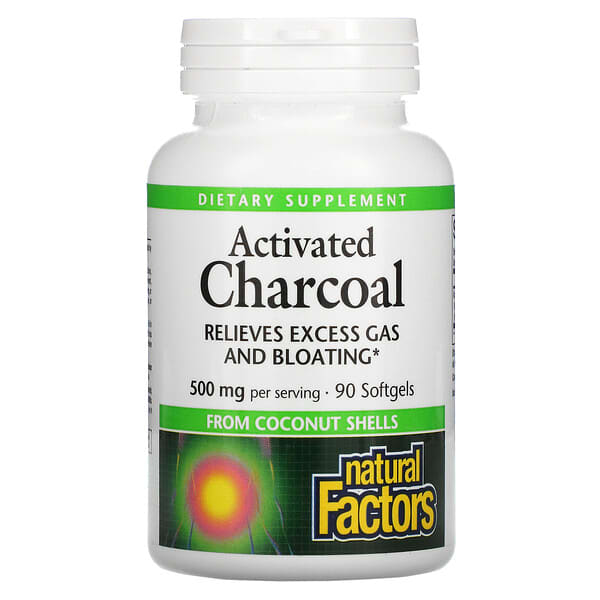 DIETARY SUPPLEMENT
Activated
Charcoal
RELIEVES EXCESS GAS
AND BLOATING*
500 mg per serving · 90 Softgels
FROM COCONUT SHELLS
natural
Factors